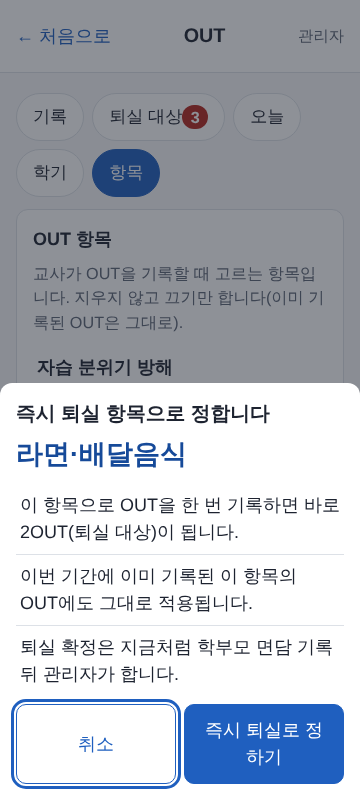 ← 처음으로
OUT
관리자
기록
퇴실 대상 3
오늘
학기
항목
OUT 항목
교사가 OUT을 기록할 때 고르는 항목입
니다. 지우지 않고 끄기만 합니다(이미 기
록된 OUT은 그대로).
자습 분위기 방해
즉시 퇴실 항목으로 정합니다
라면·배달음식
이 항목으로 OUT을 한 번 기록하면 바로
2OUT(퇴실 대상)이 됩니다.
이번 기간에 이미 기록된 이 항목의
OUT에도 그대로 적용됩니다.
퇴실 확정은 지금처럼 학부모 면담 기록
뒤 관리자가 합니다.
취소
즉시 퇴실로 정
하기